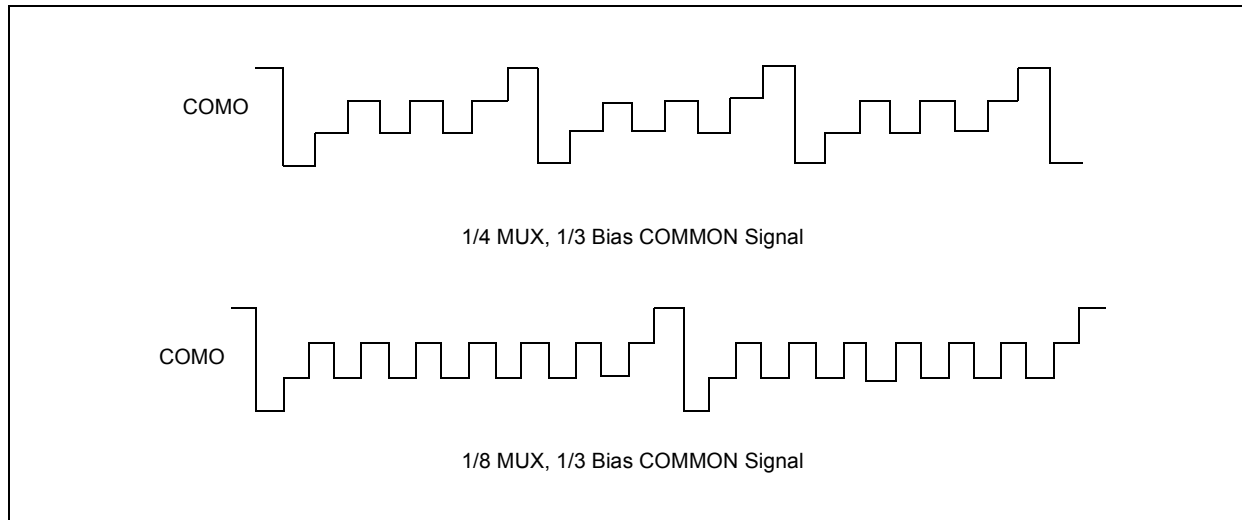 COMO
1/4 MUX, 1/3 Bias COMMON Signal
COMO
1/8 MUX, 1/3 Bias COMMON Signal